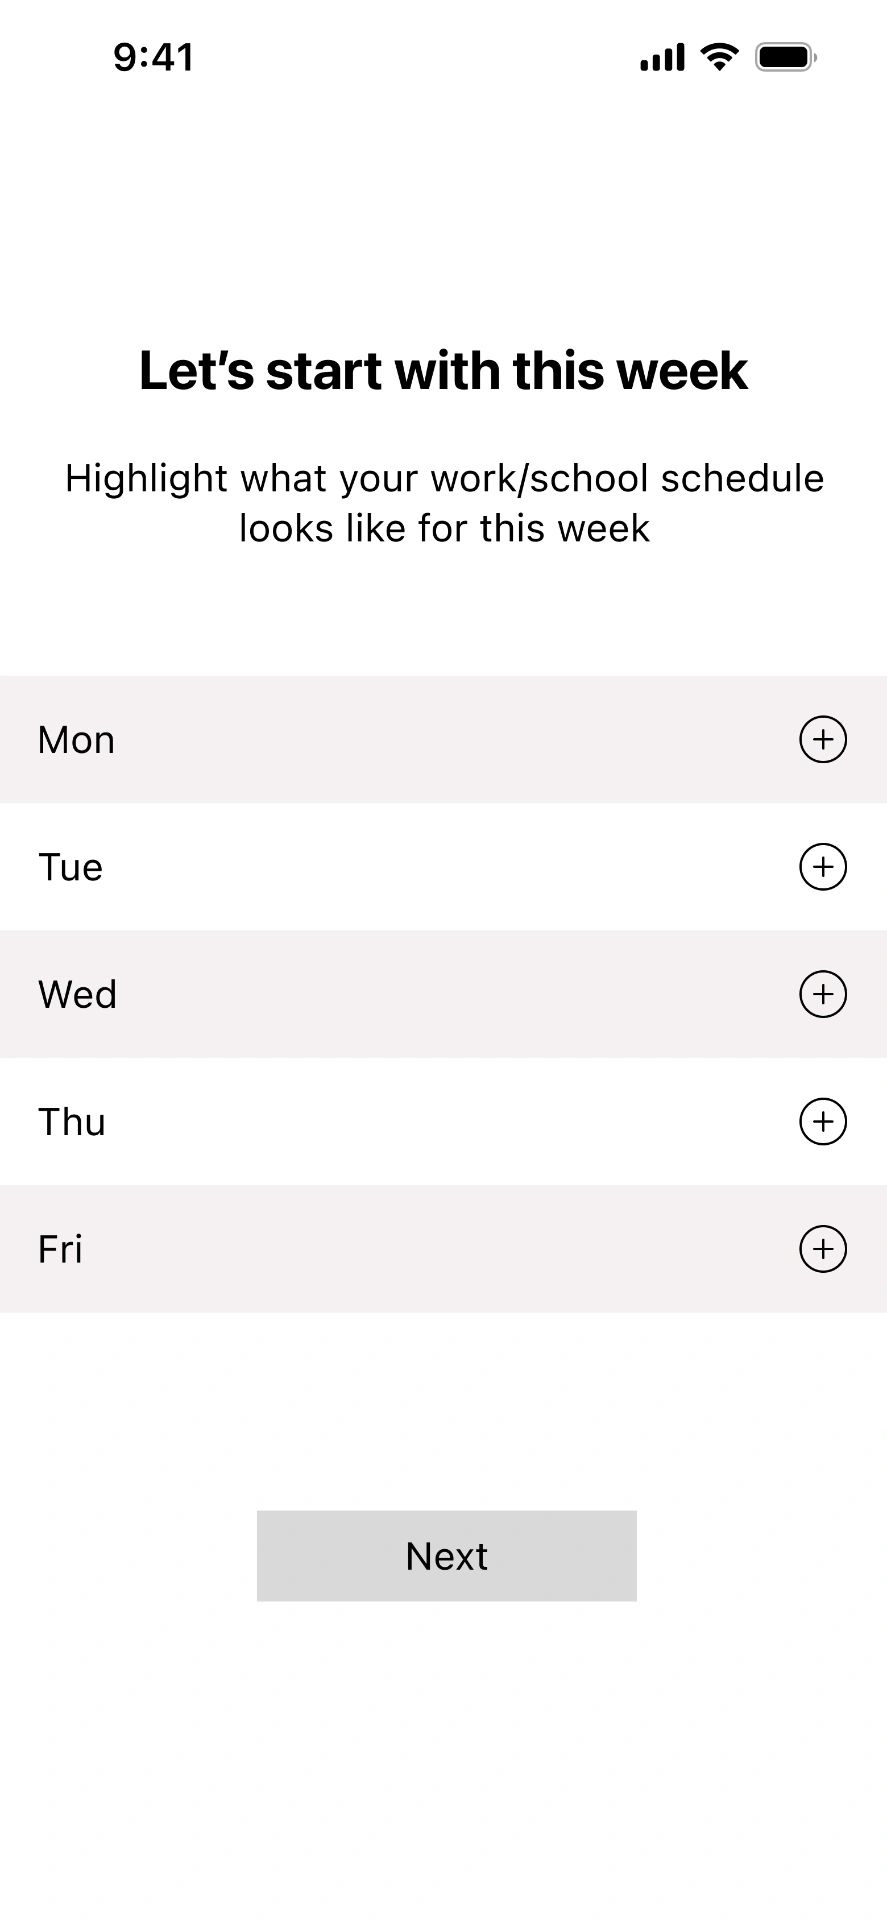 9:41
Let’s start with this week
Highlight what your work/school schedule
looks like for this week
Mon
Tue
Wed
Thu
Fri
Next